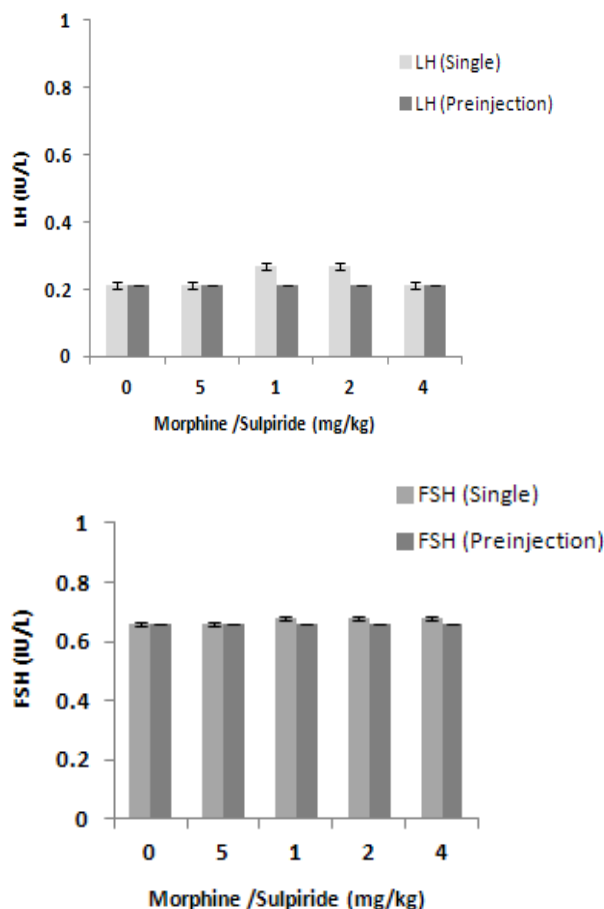 1
LH (Single)
0.8
LH (Preinjection)
0.6
LH (IU/L)
0.4
0.2
0
0 5 1 2 4
Morphine /Sulpiride (mg/kg)
FSH (Single)
1
FSH (Preinjection)
0.8
0.6
FSH (IU/L)
0.4
0.2
0
0 5 1 2 4
Morphine /Sulpiride (mg/kg)